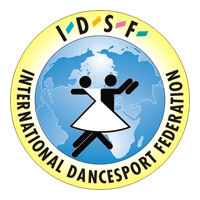 I-D-S-F-
INTERNATIONAL DANCESPORT FEDERATION